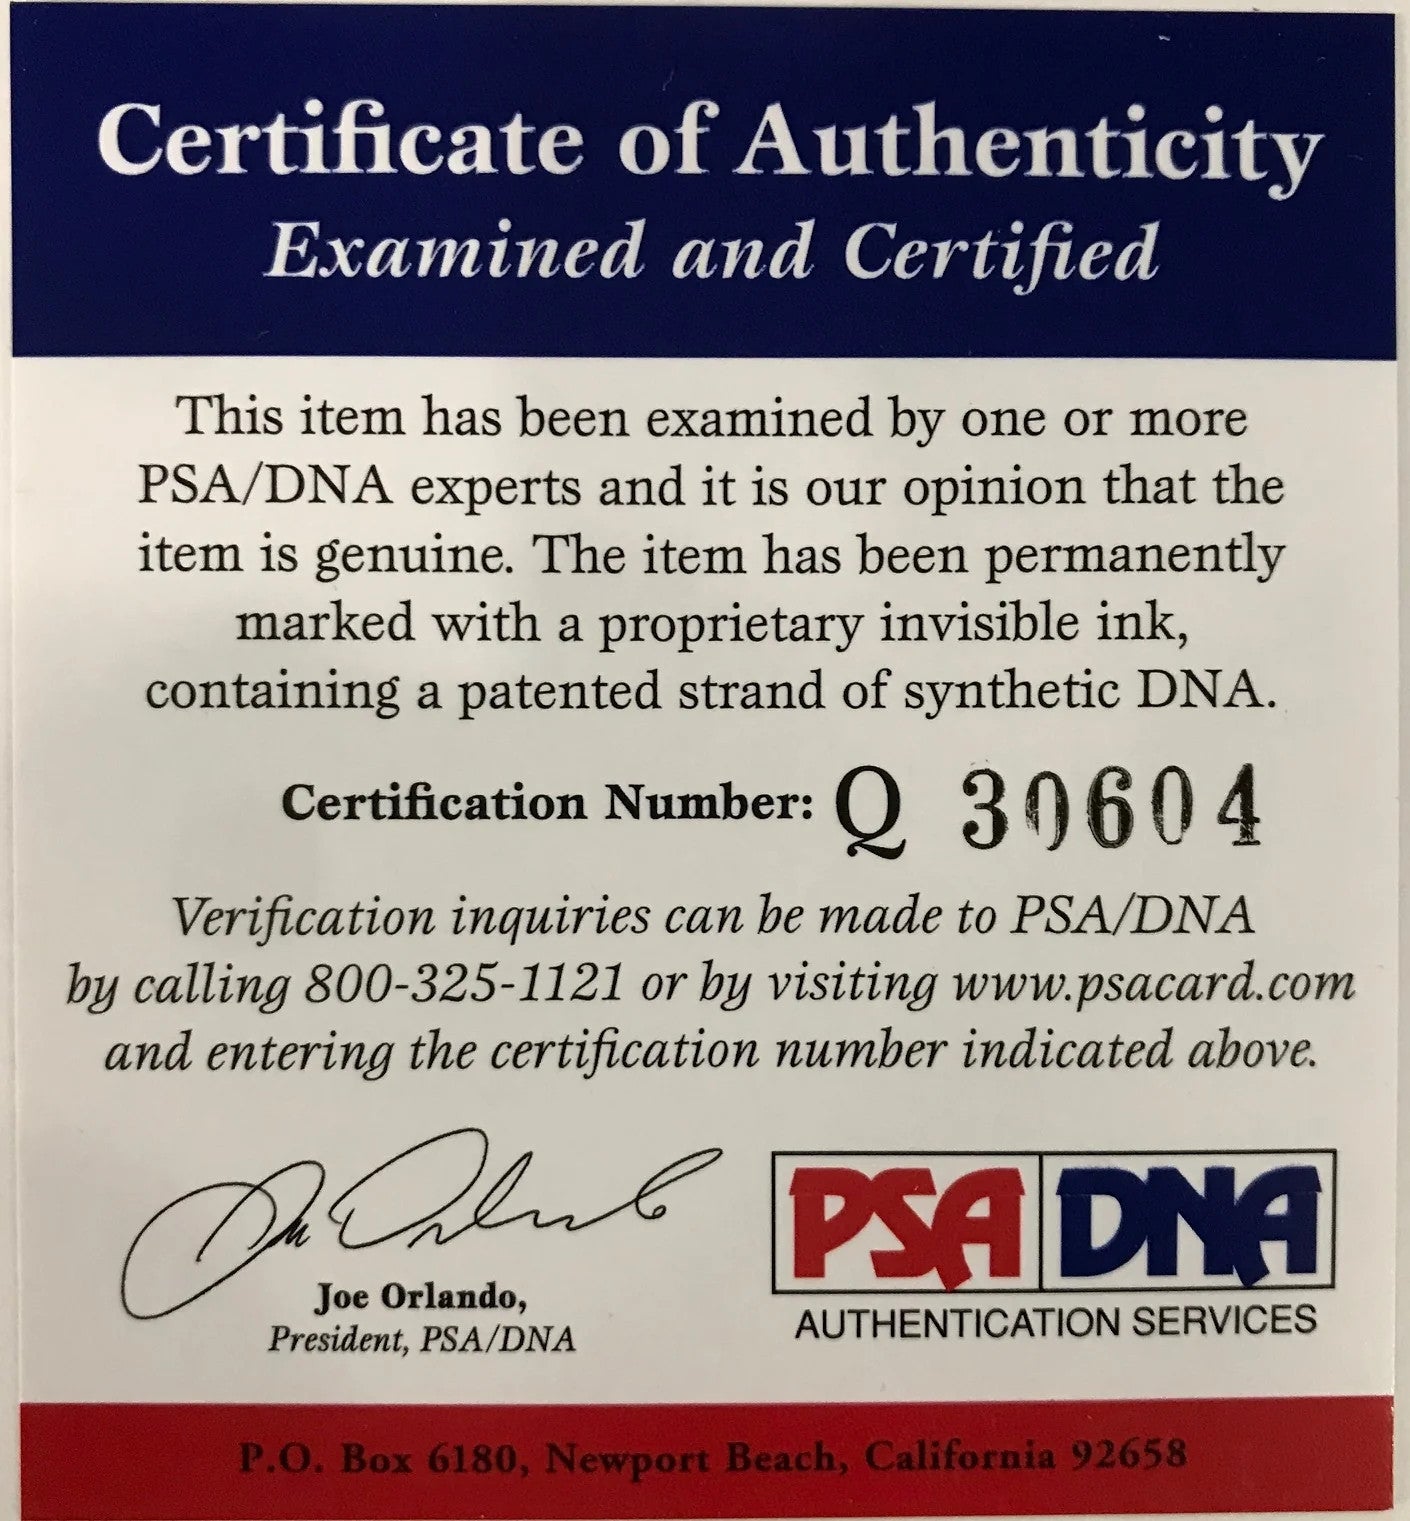 Certificate of Authenticity
Examined and Certified
This item has been examined by one or more
PSA/DNA experts and it is our opinion that the
item is genuine. The item has been permanently
marked with a proprietary invisible ink,
containing a patented strand of synthetic DNA.
Certification Number: Q 30604
Verification inquiries can be made to PSA/DNA
by calling 800-325-1121 or by visiting www.psacard.com
and entering the certification number indicated above.
Joe Orlando,
President, PSA/DNA
PSA DNA
AUTHENTICATION SERVICES
P.O. Box 6180, Newport Beach, California 92658